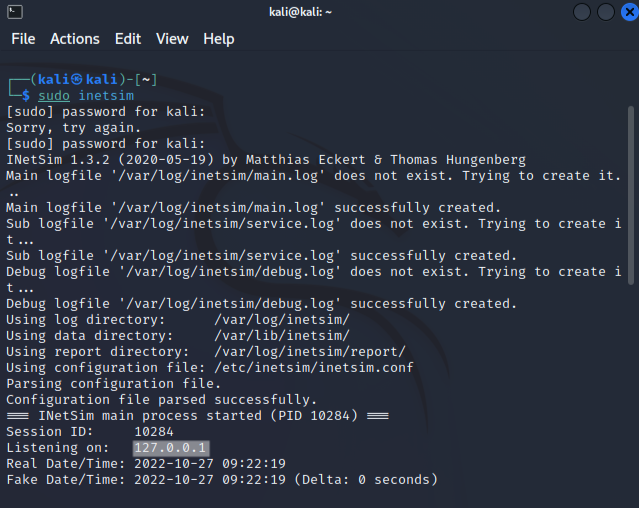 kali@kali: ~
File Actions Edit View Help
┌──(kali㉿kali)-[~]
└─$ sudo inetsim
[sudo] password for kali:
Sorry, try again.
[sudo] password for kali:
INetSim 1.3.2 (2020-05-19) by Matthias Eckert & Thomas Hungenberg
Main logfile '/var/log/inetsim/main.log' does not exist. Trying to create it.
..
Main logfile '/var/log/inetsim/main.log' successfully created.
Sub logfile '/var/log/inetsim/service.log' does not exist. Trying to create i
t...
Sub logfile '/var/log/inetsim/service.log' successfully created.
Debug logfile '/var/log/inetsim/debug.log' does not exist. Trying to create i
t...
Debug logfile '/var/log/inetsim/debug.log' successfully created.
Using log directory:      /var/log/inetsim/
Using data directory:     /var/lib/inetsim/
Using report directory:   /var/log/inetsim/report/
Using configuration file: /etc/inetsim/inetsim.conf
Parsing configuration file.
Configuration file parsed successfully.
=== INetSim main process started (PID 10284) ===
Session ID:     10284
Listening on:   127.0.0.1
Real Date/Time: 2022-10-27 09:22:19
Fake Date/Time: 2022-10-27 09:22:19 (Delta: 0 seconds)